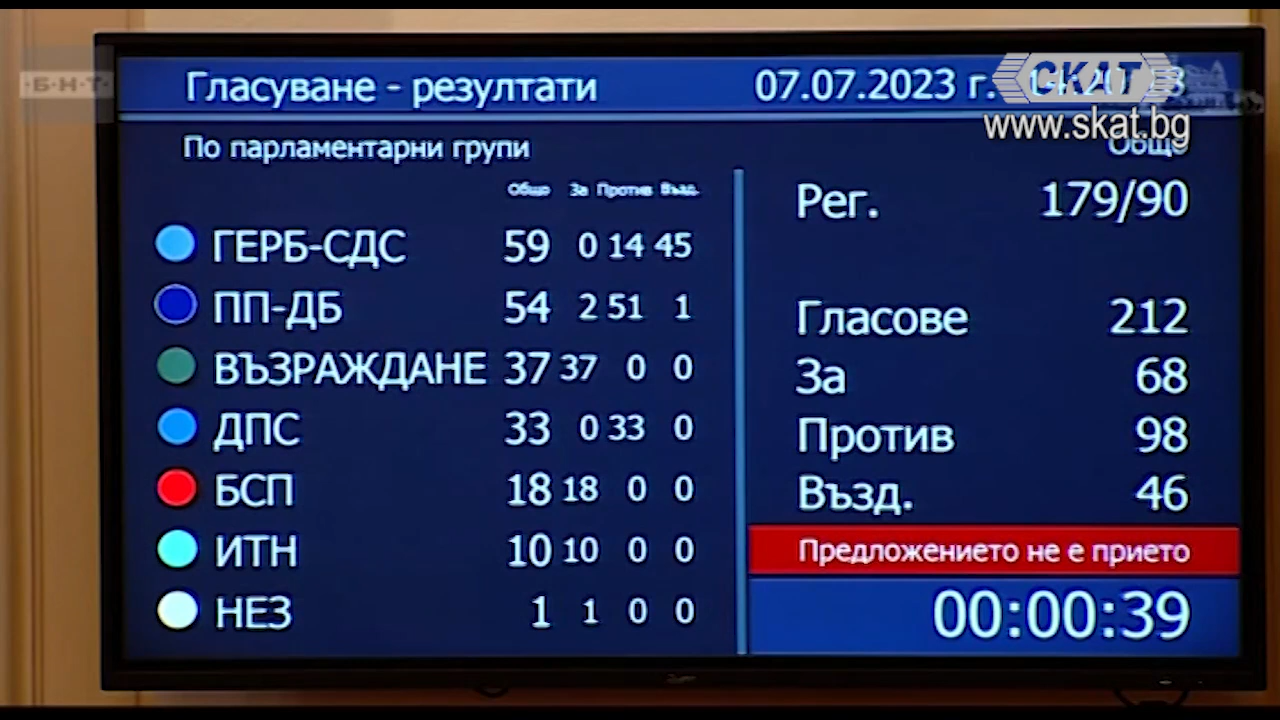 ·Б·Н·Т·
СКАТ
www.skat.bg
Гласуване - резултати 07.07.2023 г.
По парламентарни групи
Общо
Общо За Против Възд.
ГЕРБ-СДС 59 0 14 45
ПП-ДБ 54 2 51 1
ВЪЗРАЖДАНЕ 37 37 0 0
ДПС 33 0 33 0
БСП 18 18 0 0
ИТН 10 10 0 0
НЕЗ 1 1 0 0
Рег. 179/90
Гласове 212
За 68
Против 98
Възд. 46
Предложението не е прието
00:00:39